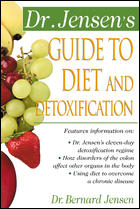 Dr. Jensen's
GUIDE TO
DIET AND
DETOXIFICATION
Features information on:
• Dr. Jensen's eleven-day
detoxification regime
• How disorders of the colon
affect other organs in the body
• Using diet to overcome
a chronic disease
Dr. Bernard Jensen